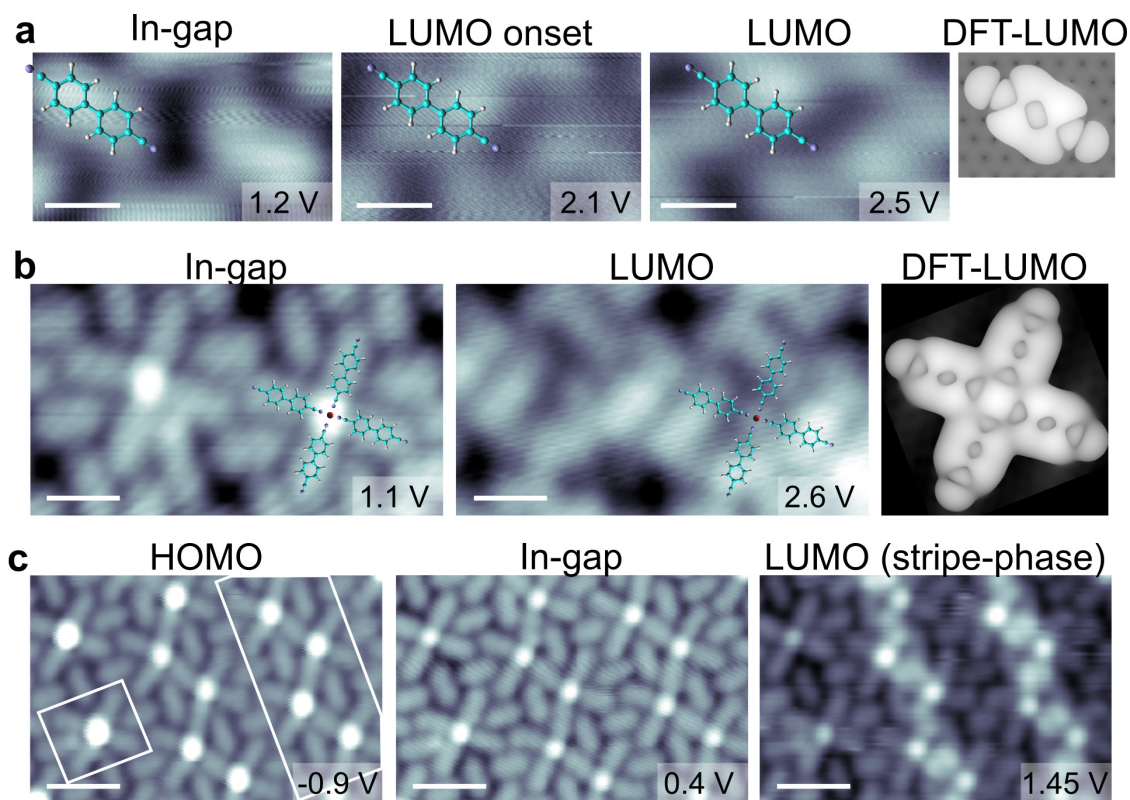 a
In-gap
LUMO onset
LUMO
DFT-LUMO
1.2 V
2.1 V
2.5 V
b
In-gap
LUMO
DFT-LUMO
1.1 V
2.6 V
c
HOMO
In-gap
LUMO (stripe-phase)
-0.9 V
0.4 V
1.45 V